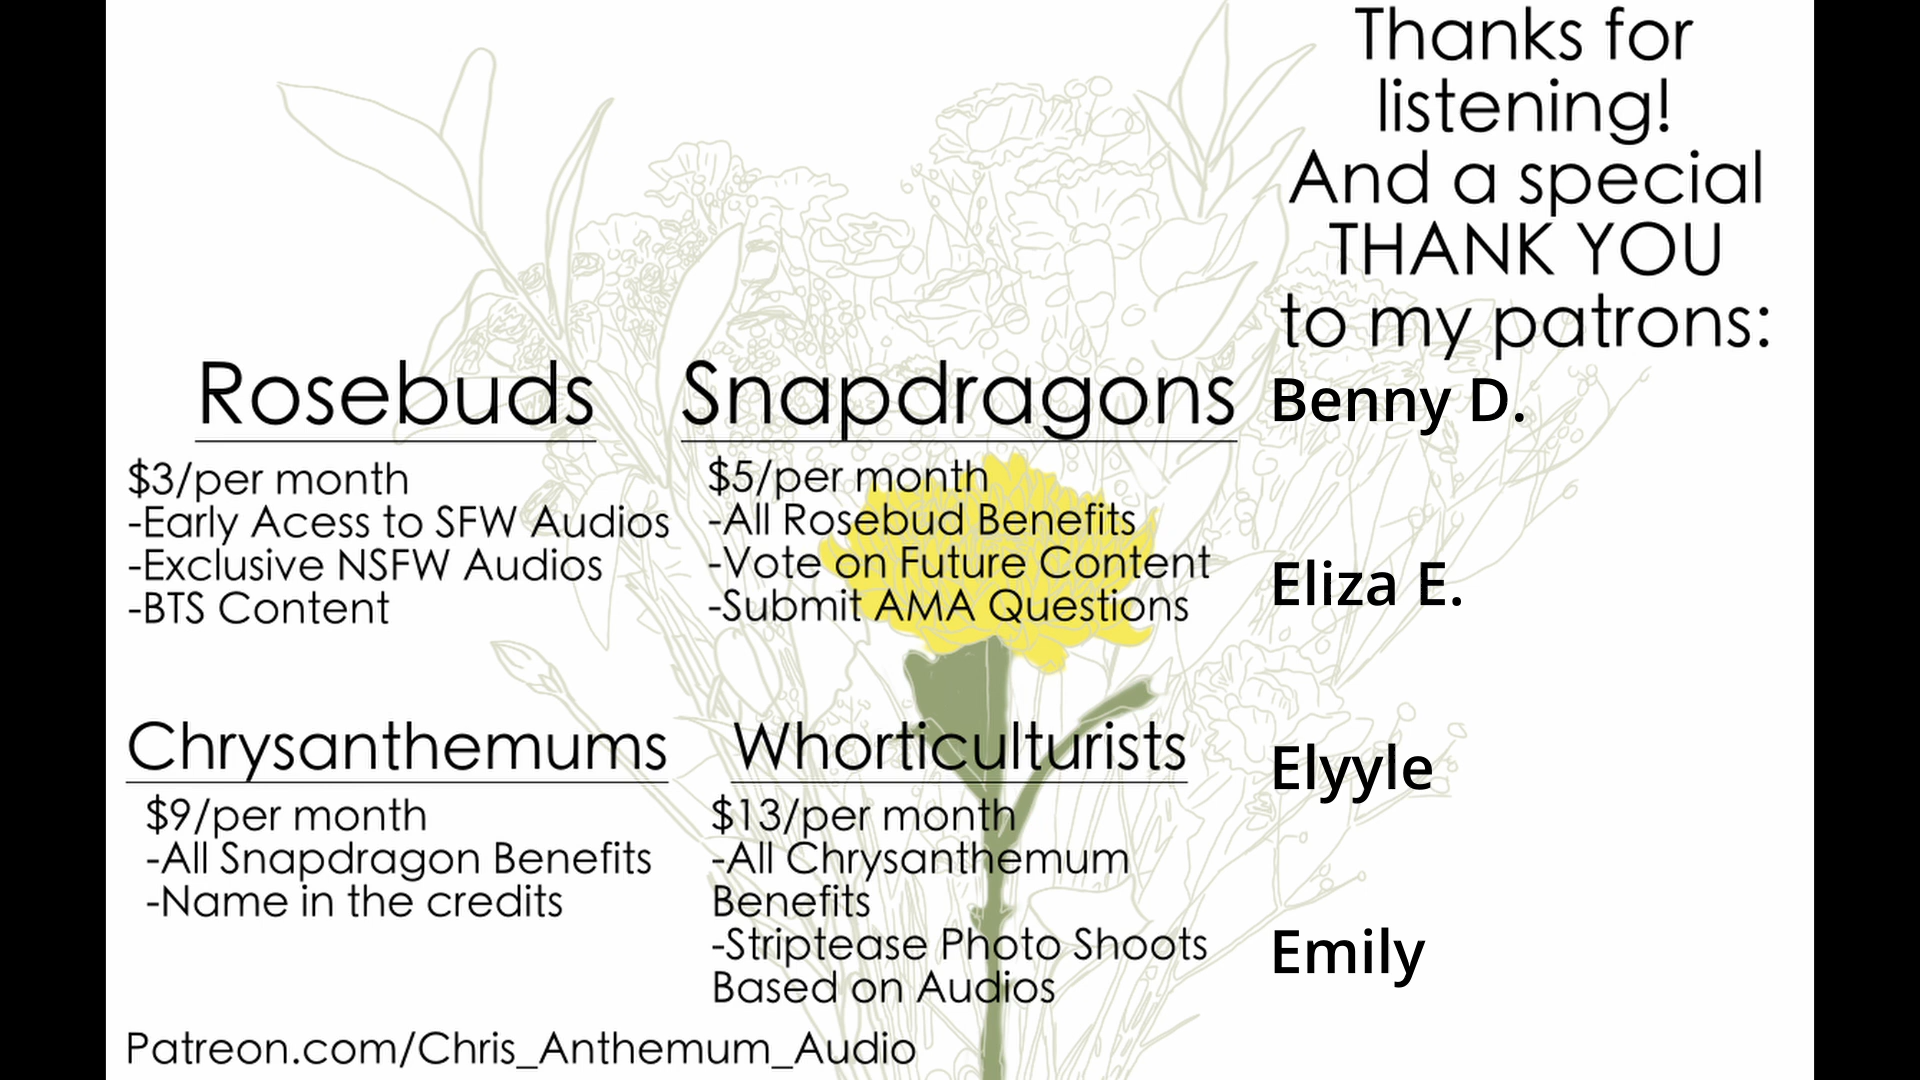 Thanks for
listening!
And a special
THANK YOU
to my patrons:
Rosebuds
$3/per month
-Early Acess to SFW Audios
-Exclusive NSFW Audios
-BTS Content
Snapdragons
$5/per month
-All Rosebud Benefits
-Vote on Future Content
-Submit AMA Questions
Chrysanthemums
$9/per month
-All Snapdragon Benefits
-Name in the credits
Whorticulturists
$13/per month
-All Chrysanthemum
Benefits
-Striptease Photo Shoots
Based on Audios
Benny D.
Eliza E.
Elyyle
Emily
Patreon.com/Chris_Anthemum_Audio